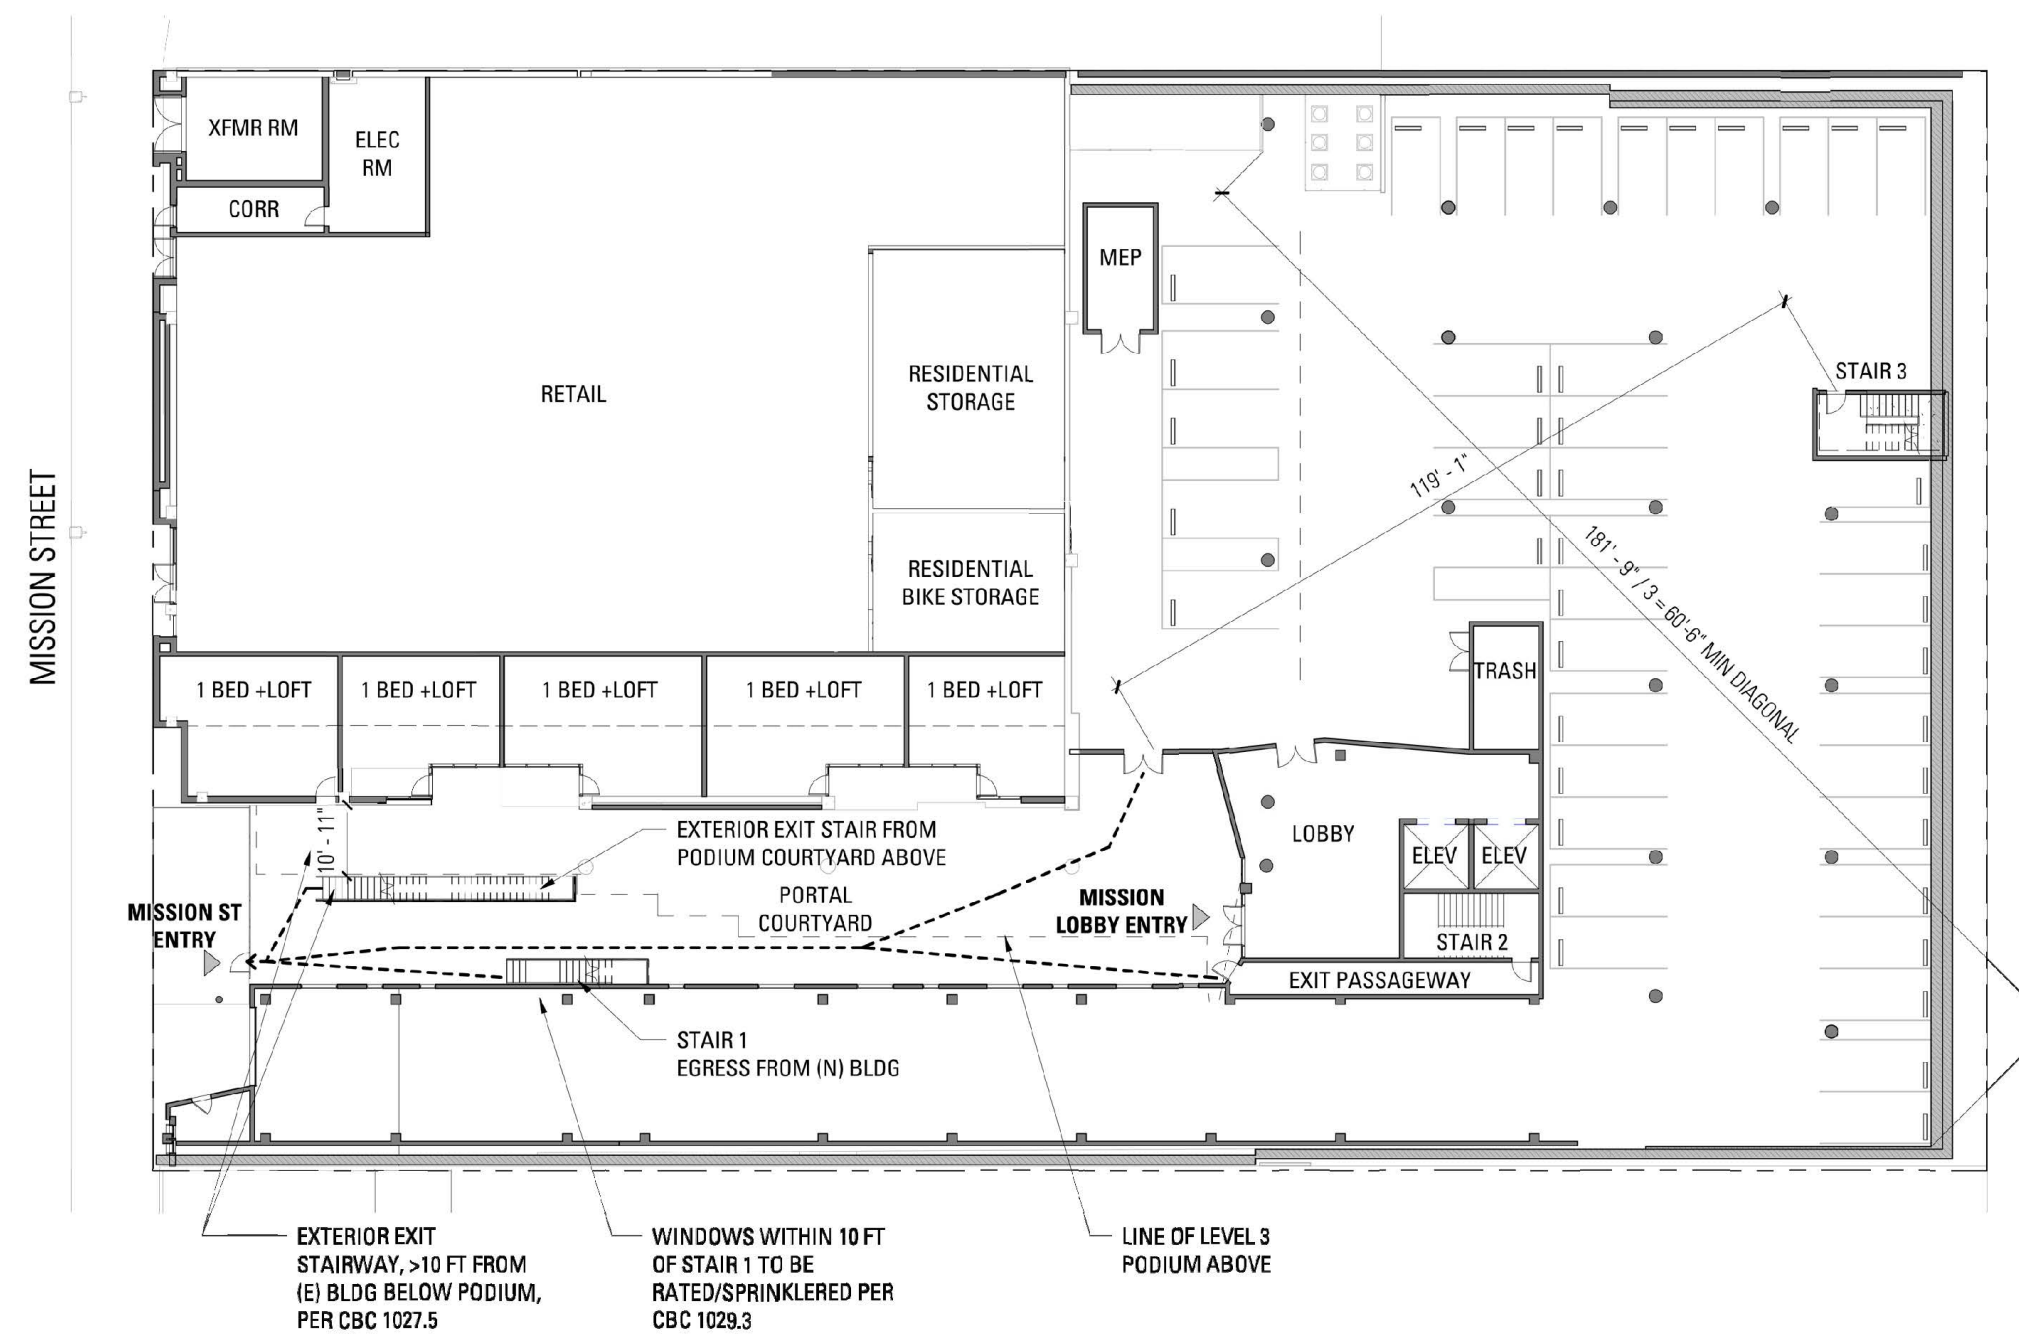 XFMR RM
ELEC
RM
CORR
MEP
RETAIL
RESIDENTIAL
STORAGE
STAIR 3
119' - 1"
MISSION STREET
RESIDENTIAL
BIKE STORAGE
181' - 9" / 3 = 60'-6" MIN DIAGONAL
TRASH
1 BED +LOFT
1 BED +LOFT
1 BED +LOFT
1 BED +LOFT
1 BED +LOFT
10' - 11"
EXTERIOR EXIT STAIR FROM
PODIUM COURTYARD ABOVE
LOBBY
ELEV
ELEV
PORTAL
COURTYARD
MISSION
LOBBY ENTRY
MISSION ST
ENTRY
STAIR 2
EXIT PASSAGEWAY
STAIR 1
EGRESS FROM (N) BLDG
EXTERIOR EXIT
STAIRWAY, >10 FT FROM
(E) BLDG BELOW PODIUM,
PER CBC 1027.5
WINDOWS WITHIN 10 FT
OF STAIR 1 TO BE
RATED/SPRINKLERED PER
CBC 1029.3
LINE OF LEVEL 3
PODIUM ABOVE